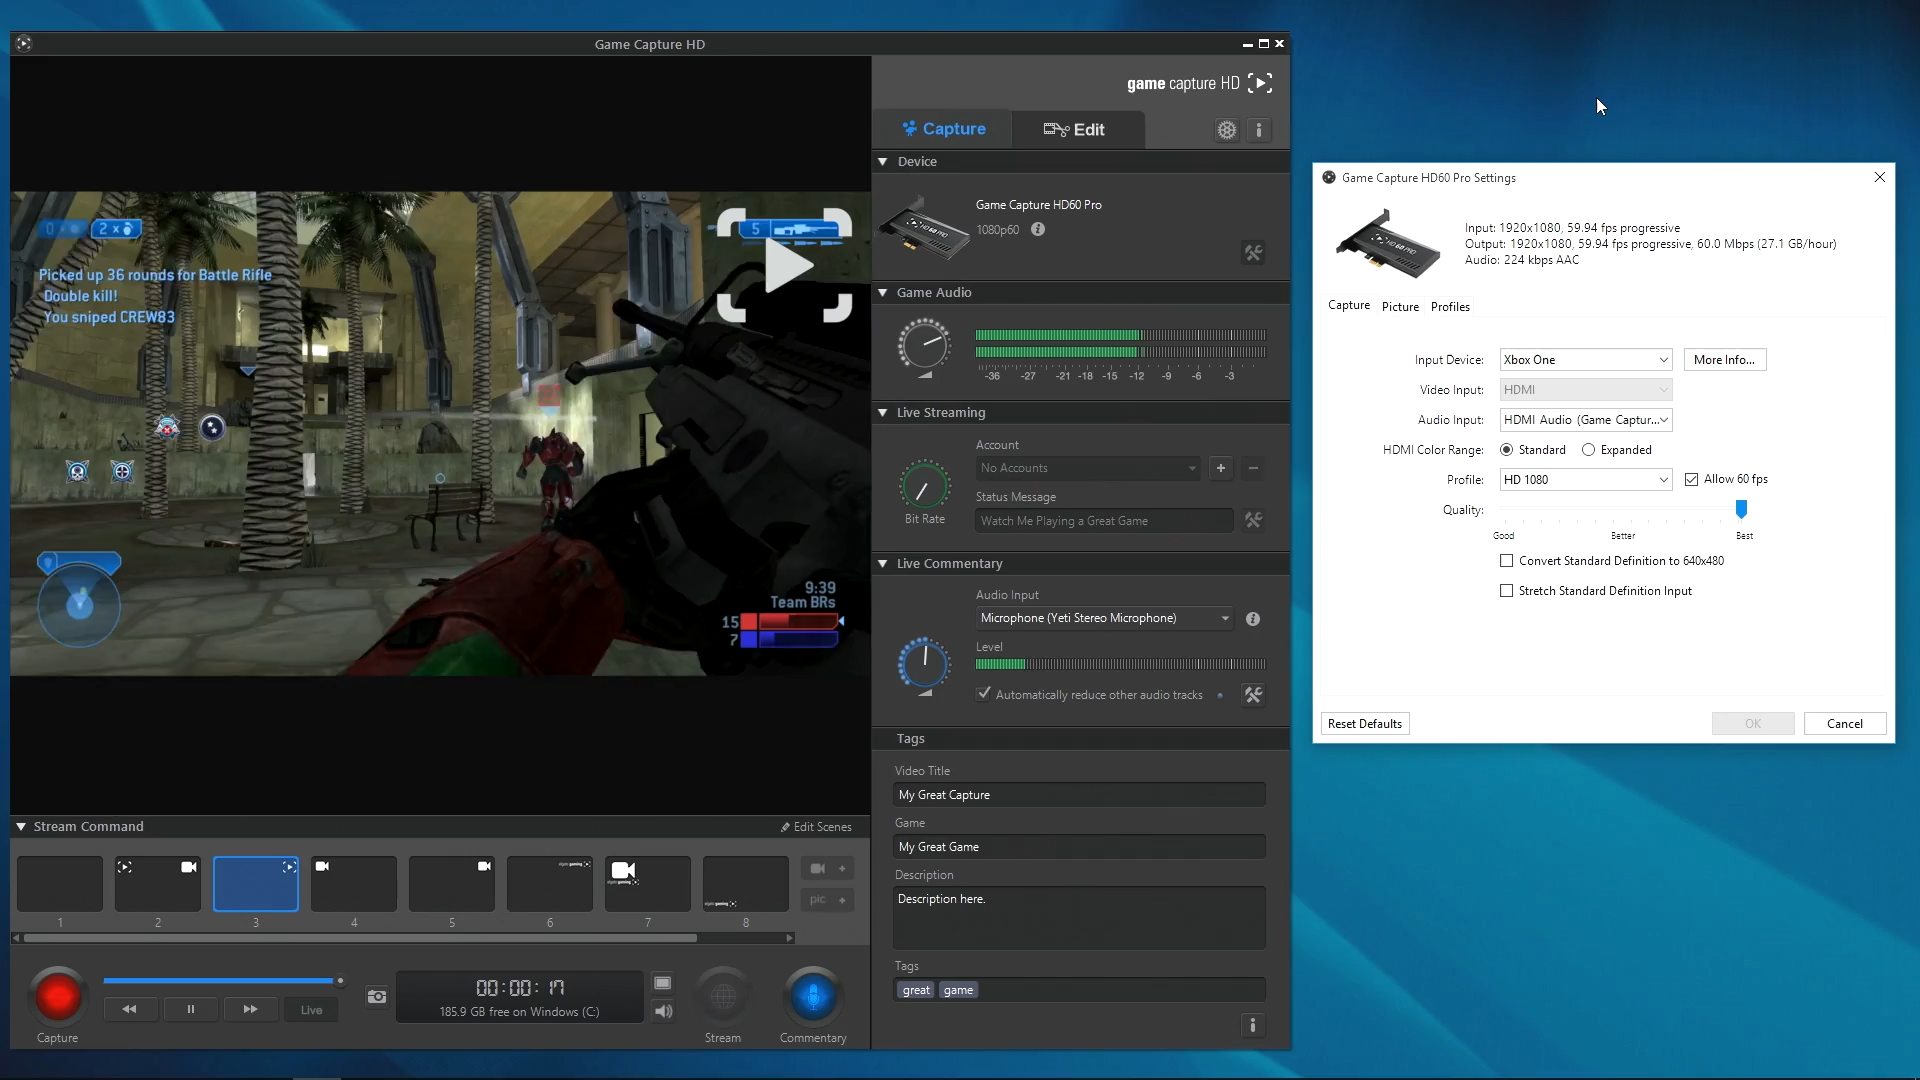 Game Capture HD
game capture HD
Capture
Edit
Device
Game Capture HD60 Pro
1080p60
Game Audio
-36 -27 -21 -18 -15 -12 -9 -6 -3
Live Streaming
Account
No Accounts
Bit Rate
Status Message
Watch Me Playing a Great Game
Live Commentary
Audio Input
Microphone (Yeti Stereo Microphone)
Level
Automatically reduce other audio tracks
Tags
Video Title
My Great Capture
Game
My Great Game
Description
Description here.
Tags
great game
2 x
5
Picked up 36 rounds for Battle Rifle
Double kill!
You sniped CREW83
9:39
Team BRs
15
7
Stream Command
Edit Scenes
pic
1 2 3 4 5 6 7 8
Live
00:00:17
185.9 GB free on Windows (C:)
Capture
Stream
Commentary
Game Capture HD60 Pro Settings
HD60 PRO
Input: 1920x1080, 59.94 fps progressive
Output: 1920x1080, 59.94 fps progressive, 60.0 Mbps (27.1 GB/hour)
Audio: 224 kbps AAC
Capture Picture Profiles
Input Device: Xbox One More Info...
Video Input: HDMI
Audio Input: HDMI Audio (Game Captur...
HDMI Color Range: Standard Expanded
Profile: HD 1080 Allow 60 fps
Quality:
Good Better Best
Convert Standard Definition to 640x480
Stretch Standard Definition Input
Reset Defaults OK Cancel